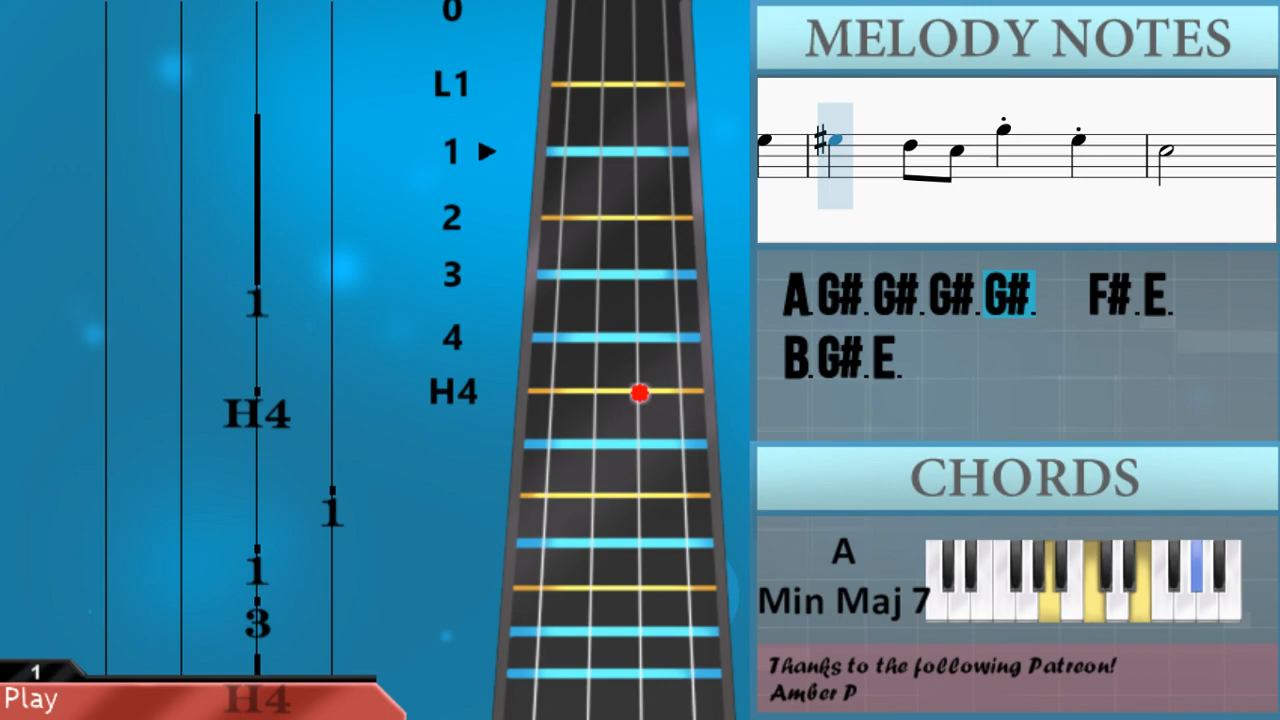 0
L1
1
2
3
4
H4
1
H4
1
1
3
H4
1
Play
MELODY NOTES
A.G#.G#.G#.G#. F#.E.
B.G#.E.
CHORDS
A
Min Maj 7
Thanks to the following Patreon!
Amber P